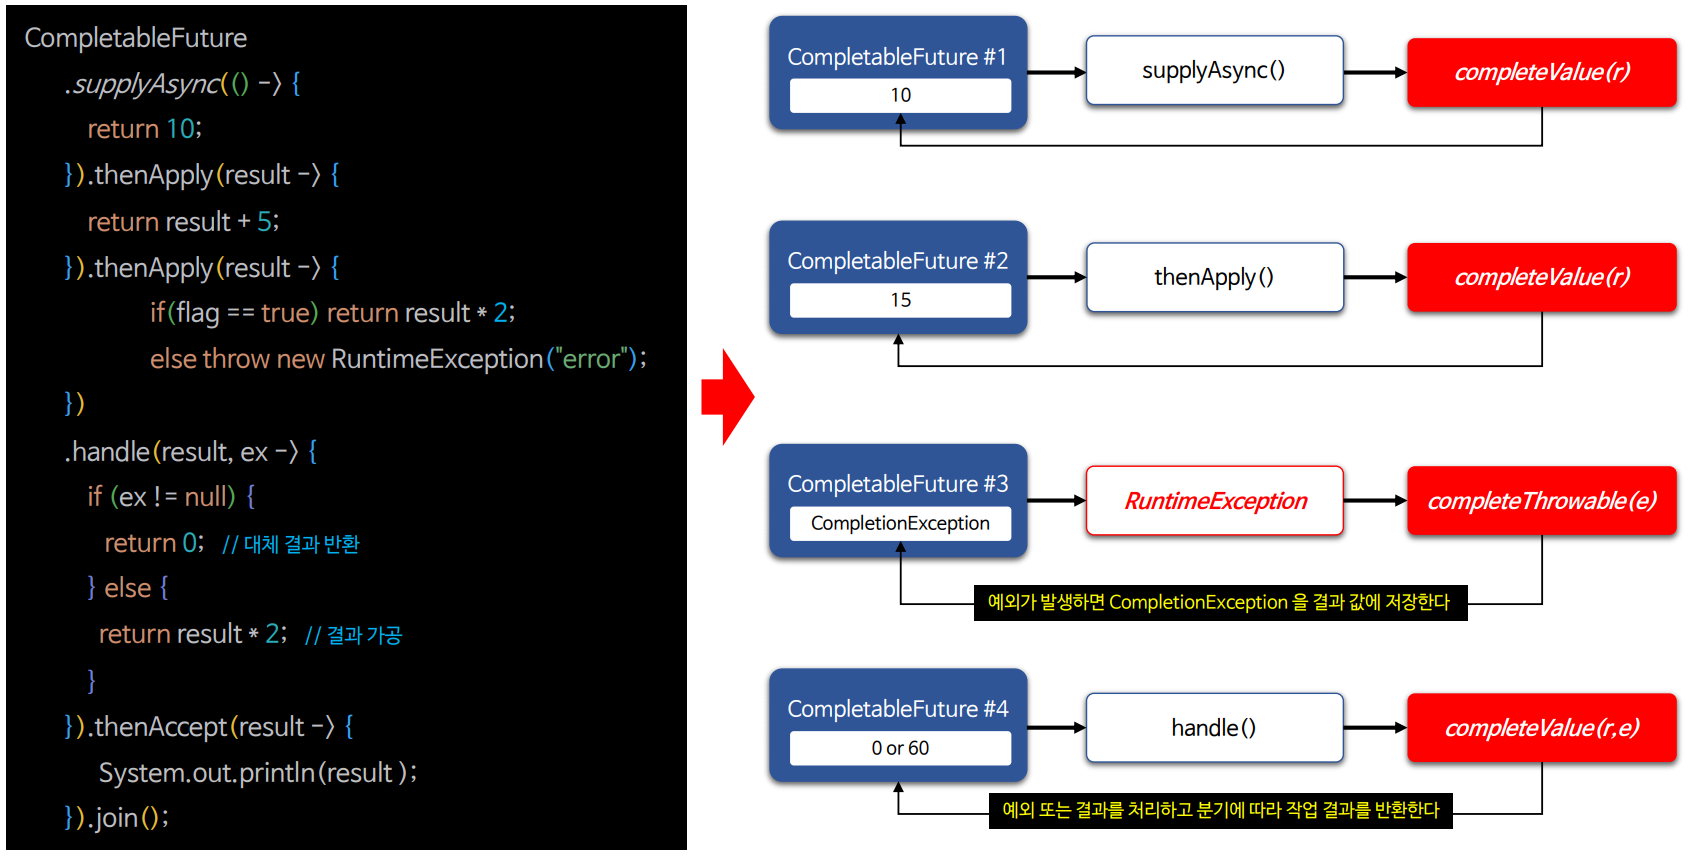 CompletableFuture
.supplyAsync(() -> {
return 10;
}).thenApply(result -> {
return result + 5;
}).thenApply(result -> {
if(flag == true) return result * 2;
else throw new RuntimeException("error");
})
.handle(result, ex -> {
if (ex != null) {
return 0; // 대체 결과 반환
} else {
return result * 2; // 결과 가공
}
}).thenAccept(result -> {
System.out.println(result );
}).join();
CompletableFuture #1
10
supplyAsync()
completeValue(r)
CompletableFuture #2
15
thenApply()
completeValue(r)
CompletableFuture #3
CompletionException
RuntimeException
completeThrowable(e)
예외가 발생하면 CompletionException 을 결과 값에 저장한다
CompletableFuture #4
0 or 60
handle()
completeValue(r,e)
예외 또는 결과를 처리하고 분기에 따라 작업 결과를 반환한다